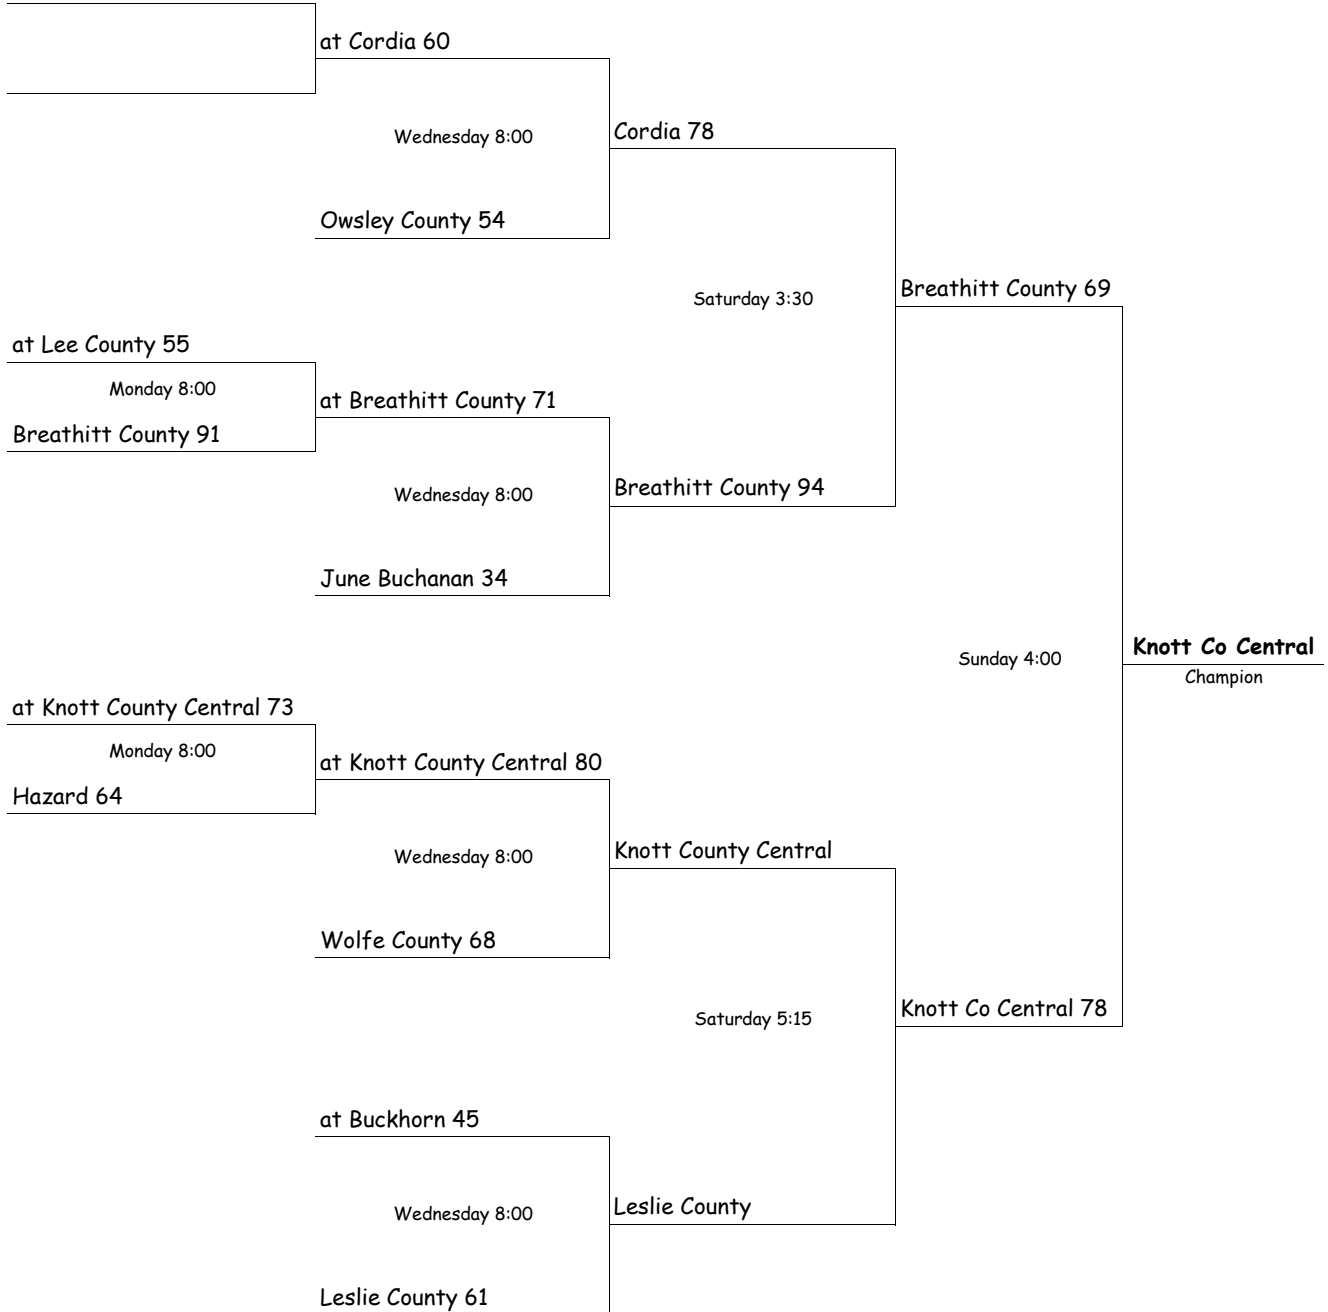 at Cordia 60
Wednesday 8:00
Cordia 78
Owsley County 54
Saturday 3:30
Breathitt County 69
at Lee County 55
Monday 8:00
at Breathitt County 71
Breathitt County 91
Wednesday 8:00
Breathitt County 94
June Buchanan 34
Sunday 4:00
Knott Co Central
Champion
at Knott County Central 73
Monday 8:00
at Knott County Central 80
Hazard 64
Wednesday 8:00
Knott County Central
Wolfe County 68
Saturday 5:15
Knott Co Central 78
at Buckhorn 45
Wednesday 8:00
Leslie County
Leslie County 61